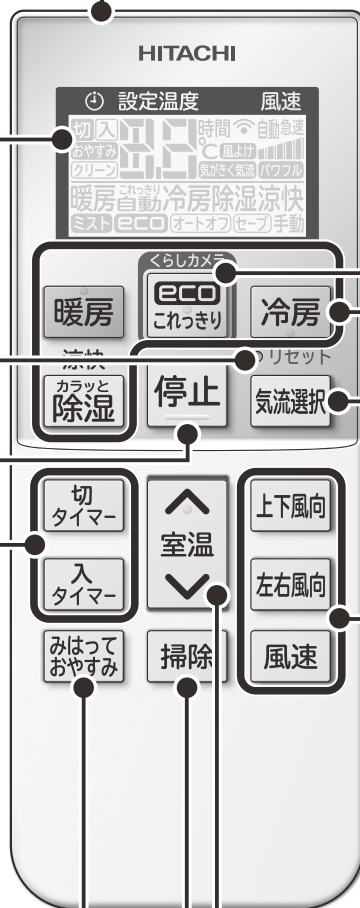 HITACHI
設定温度 風速
切 入 8.8 時間 自動 急速
おやすみ ℃ 風よけ
クリーン 気がきく気流 パワフル
暖房 これっきり 自動 冷房 除湿 涼快
ミスト eco オートオフ セーブ 手動
くらしカメラ
eco
これっきり
暖房
冷房
涼快
リセット
カラッと
除湿
停止
気流選択
切
タイマー
室温
上下風向
入
タイマー
左右風向
みはって
おやすみ
掃除
風速